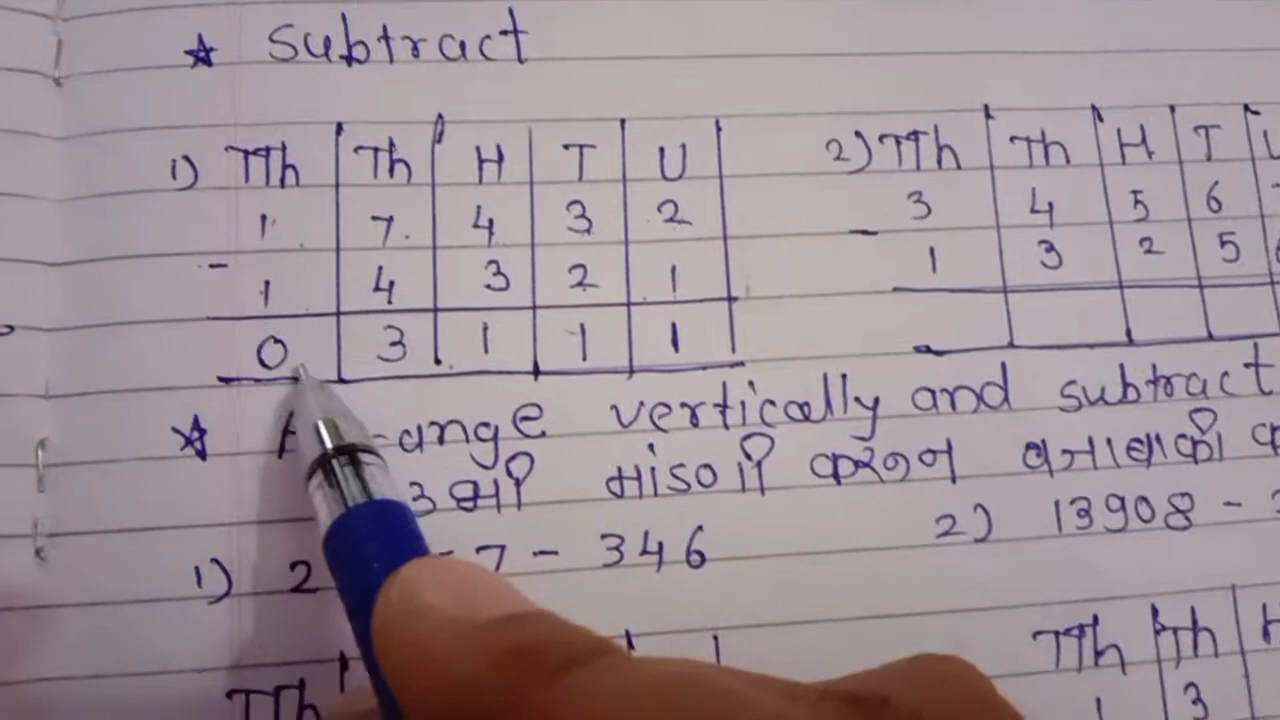 ☆ Subtract
1) TTh Th H T U
1 7 4 3 2
- 1 4 3 2 1
0 3 1 1 1
2) TTh Th H T
3 4 5 6
- 1 3 2 5
☆ vertically and subtract
1) 346
2) 13908 -
TTh
TTh Th H
1 3